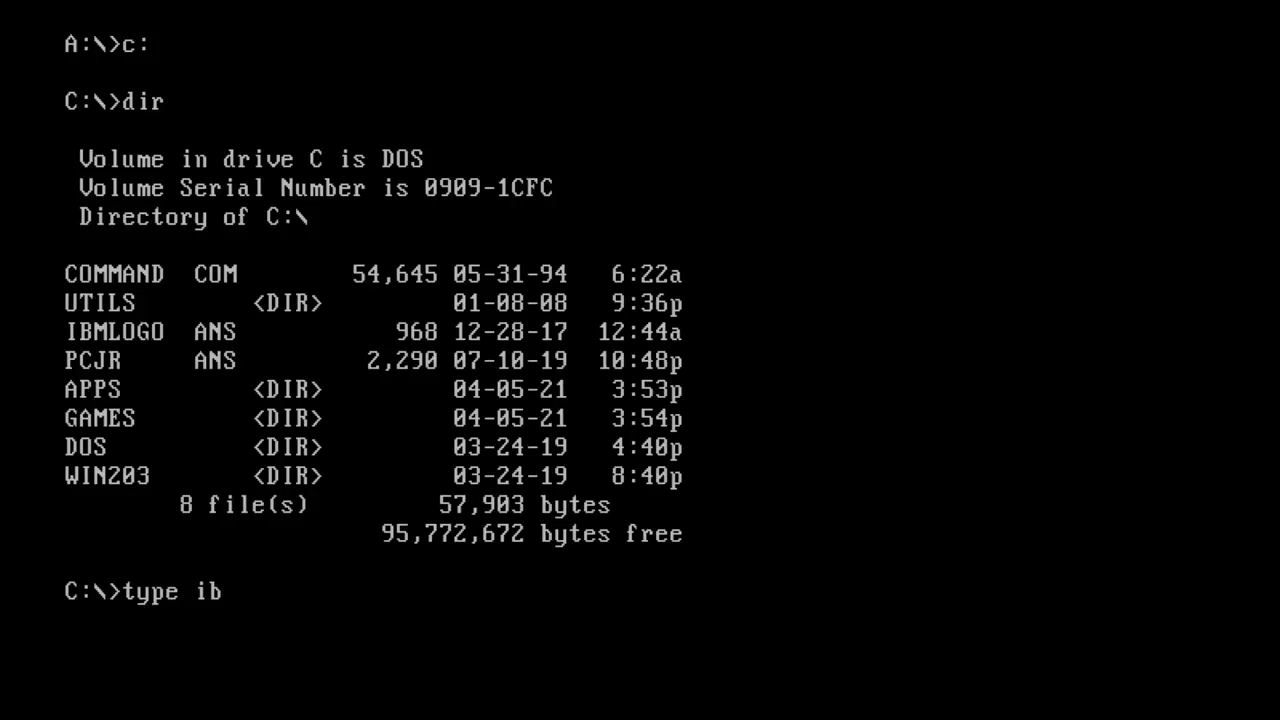 A:\>c:
C:\>dir
Volume in drive C is DOS
Volume Serial Number is 0909-1CFC
Directory of C:\
COMMAND  COM        54,645 05-31-94   6:22a
UTILS        <DIR>         01-08-08   9:36p
IBMLOGO  ANS           968 12-28-17  12:44a
PCJR     ANS         2,290 07-10-19  10:48p
APPS         <DIR>         04-05-21   3:53p
GAMES        <DIR>         04-05-21   3:54p
DOS          <DIR>         03-24-19   4:40p
WIN203       <DIR>         03-24-19   8:40p
8 file(s)         57,903 bytes
95,772,672 bytes free
C:\>type ib